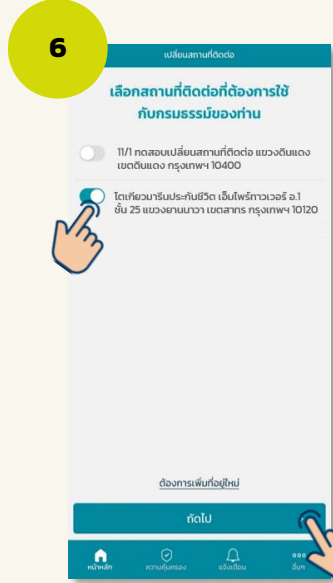 6
เปลี่ยนสถานที่ติดต่อ
เลือกสถานที่ติดต่อที่ต้องการใช้
กับกรมธรรม์ของท่าน
11/1 ทดสอบเปลี่ยนสถานที่ติดต่อ แขวงดินแดง
เขตดินแดง กรุงเทพฯ 10400
โตเกียวมารีนประกันชีวิต เอ็มไพร์ทาวเวอร์ อ.1
ชั้น 25 แขวงยานนาวา เขตสาทร กรุงเทพฯ 10120
ต้องการเพิ่มที่อยู่ใหม่
ถัดไป
หน้าหลัก
ความคุ้มครอง
แจ้งเตือน
อื่นๆ